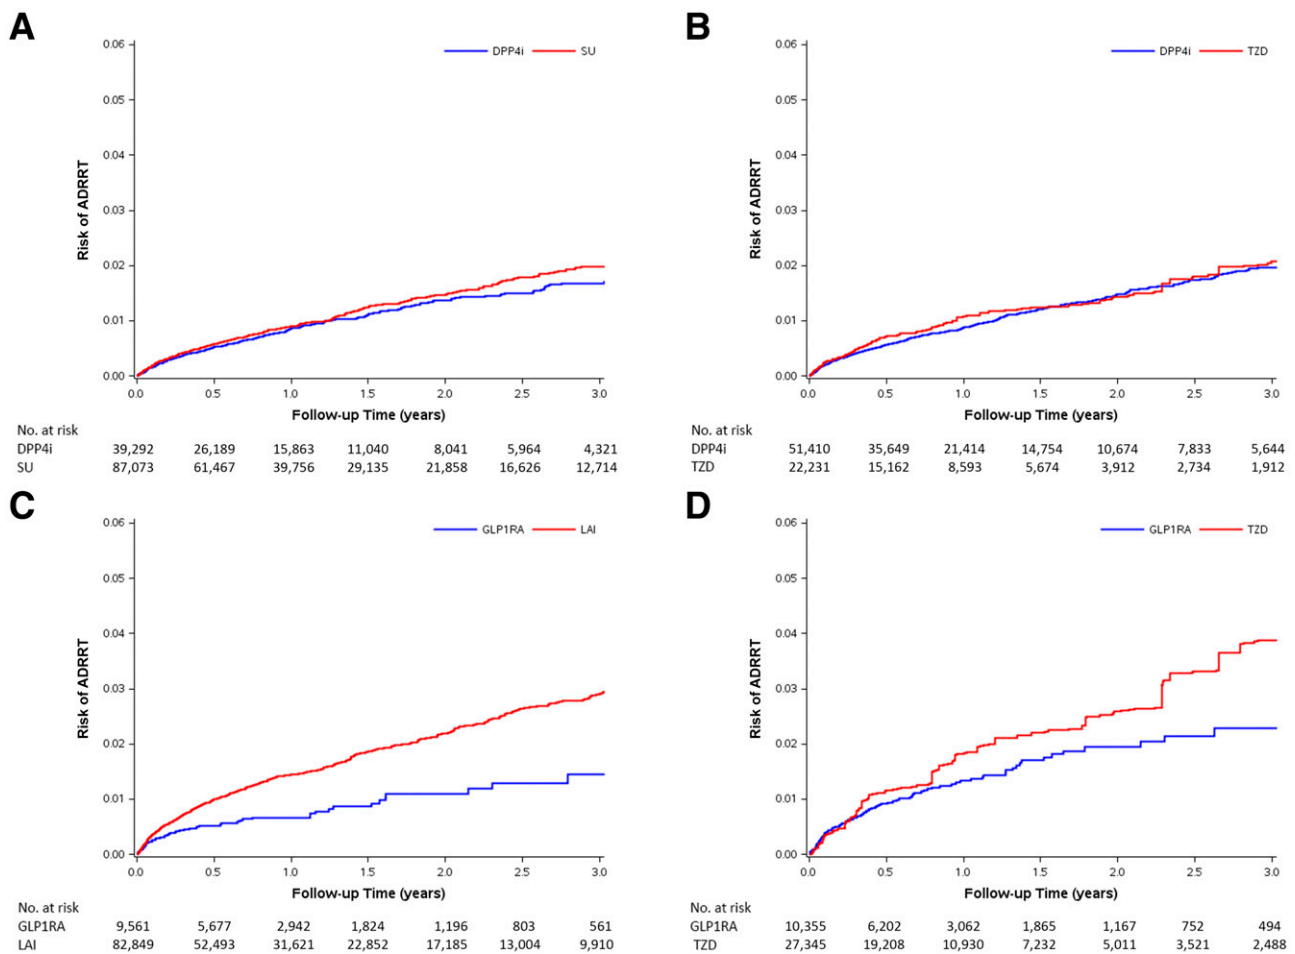 A
DPP4i SU
0.06
0.05
0.04
0.03
0.02
0.01
0.00
Risk of ADRRT
0.0 0.5 1.0 1.5 2.0 2.5 3.0
Follow-up Time (years)
No. at risk
DPP4i 39,292 26,189 15,863 11,040 8,041 5,964 4,321
SU 87,073 61,467 39,756 29,135 21,858 16,626 12,714
B
DPP4i TZD
0.06
0.05
0.04
0.03
0.02
0.01
0.00
Risk of ADRRT
0.0 0.5 1.0 1.5 2.0 2.5 3.0
Follow-up Time (years)
No. at risk
DPP4i 51,410 35,649 21,414 14,754 10,674 7,833 5,644
TZD 22,231 15,162 8,593 5,674 3,912 2,734 1,912
C
GLP1RA LAI
0.06
0.05
0.04
0.03
0.02
0.01
0.00
Risk of ADRRT
0.0 0.5 1.0 1.5 2.0 2.5 3.0
Follow-up Time (years)
No. at risk
GLP1RA 9,561 5,677 2,942 1,824 1,196 803 561
LAI 82,849 52,493 31,621 22,852 17,185 13,004 9,910
D
GLP1RA TZD
0.06
0.05
0.04
0.03
0.02
0.01
0.00
Risk of ADRRT
0.0 0.5 1.0 1.5 2.0 2.5 3.0
Follow-up Time (years)
No. at risk
GLP1RA 10,355 6,202 3,062 1,865 1,167 752 494
TZD 27,345 19,208 10,930 7,232 5,011 3,521 2,488